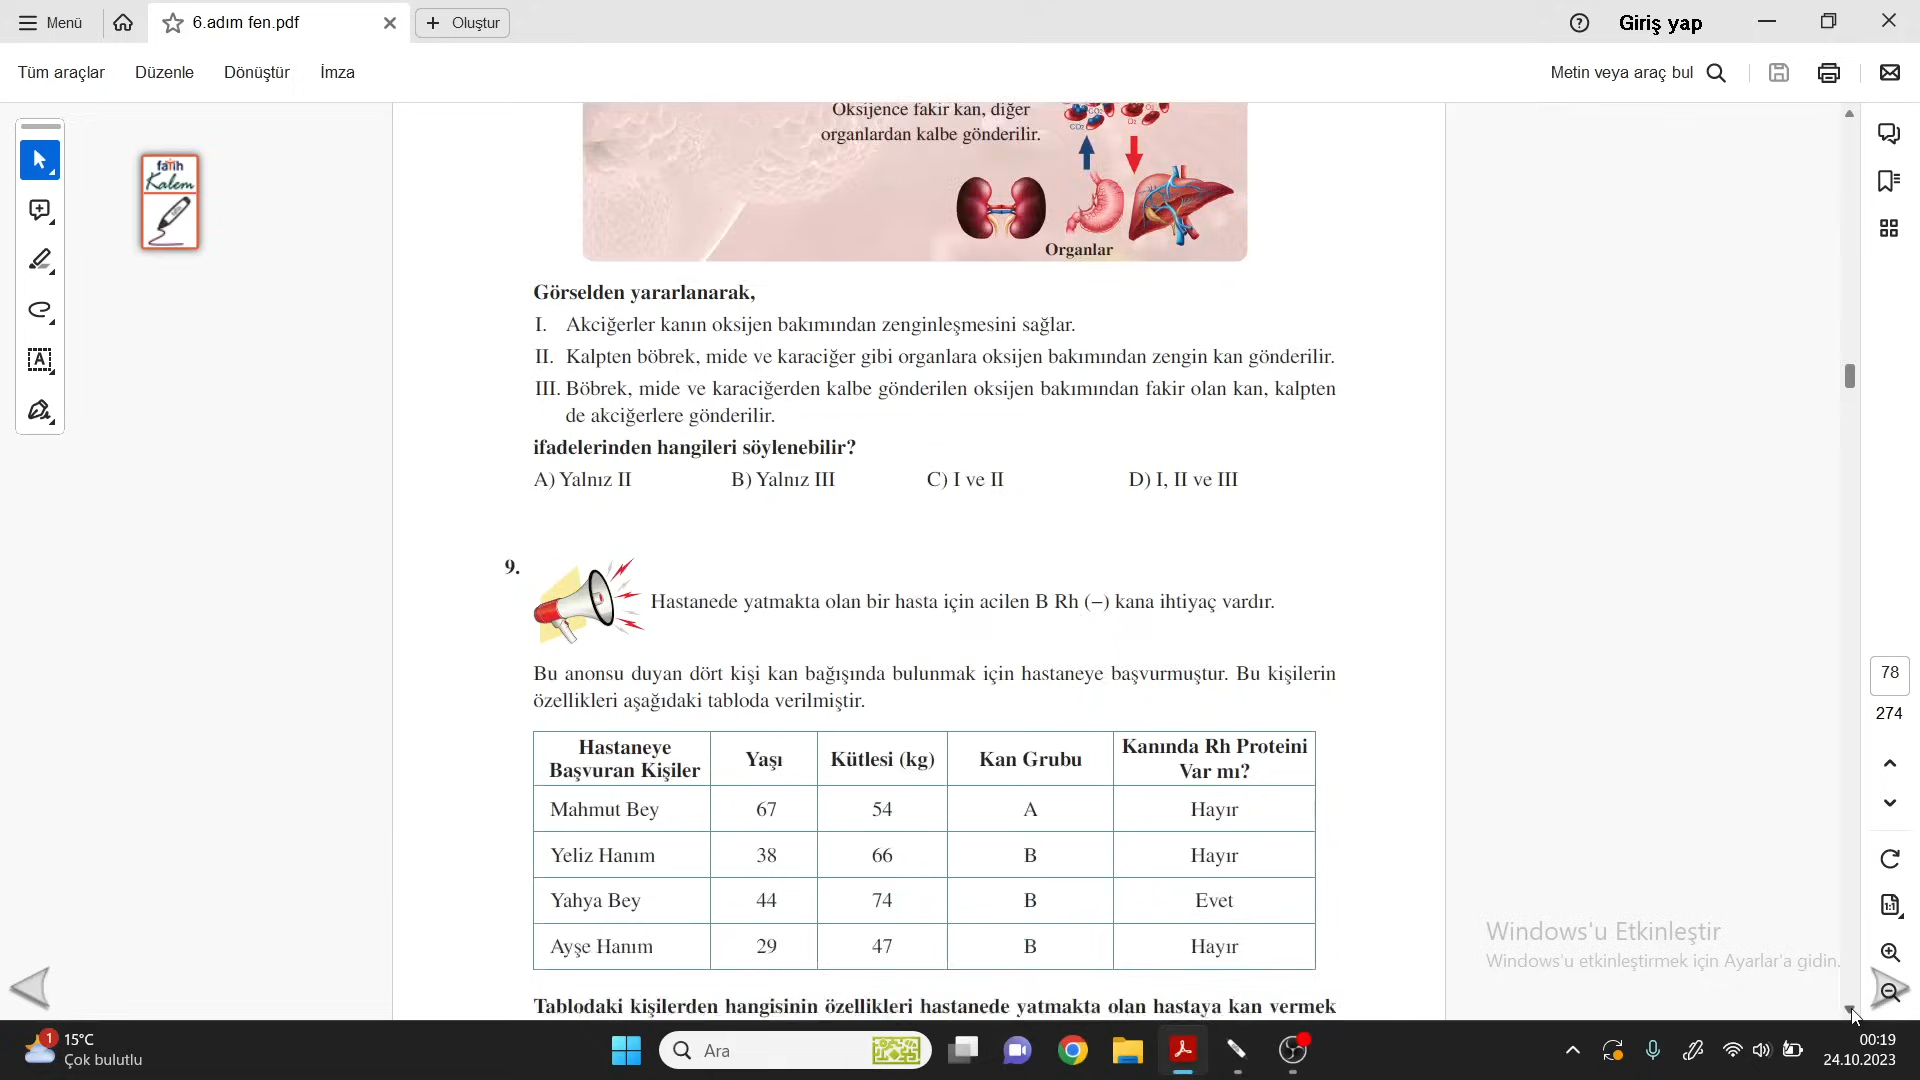 Menü
6.adım fen.pdf
Oluştur
Giriş yap
Tüm araçlar
Düzenle
Dönüştür
İmza
Metin veya araç bul
fatih
Kalem
Oksijence fakir kan, diğer
organlardan kalbe gönderilir.
CO2
O2
Organlar
Görselden yararlanarak,
I. Akciğerler kanın oksijen bakımından zenginleşmesini sağlar.
II. Kalpten böbrek, mide ve karaciğer gibi organlara oksijen bakımından zengin kan gönderilir.
III. Böbrek, mide ve karaciğerden kalbe gönderilen oksijen bakımından fakir olan kan, kalpten
de akciğerlere gönderilir.
ifadelerinden hangileri söylenebilir?
A) Yalnız II B) Yalnız III C) I ve II D) I, II ve III
9.
Hastanede yatmakta olan bir hasta için acilen B Rh (−) kana ihtiyaç vardır.
Bu anonsu duyan dört kişi kan bağışında bulunmak için hastaneye başvurmuştur. Bu kişilerin
özellikleri aşağıdaki tabloda verilmiştir.
Hastaneye Başvuran Kişiler Yaşı Kütlesi (kg) Kan Grubu Kanında Rh Proteini Var mı?
Mahmut Bey 67 54 A Hayır
Yeliz Hanım 38 66 B Hayır
Yahya Bey 44 74 B Evet
Ayşe Hanım 29 47 B Hayır
Tablodaki kişilerden hangisinin özellikleri hastanede yatmakta olan hastaya kan vermek
78
274
1:1
Windows'u Etkinleştir
Windows'u etkinleştirmek için Ayarlar'a gidin.
1
15°C
Çok bulutlu
Ara
00:19
24.10.2023